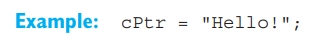 Example: cPtr = "Hello!";